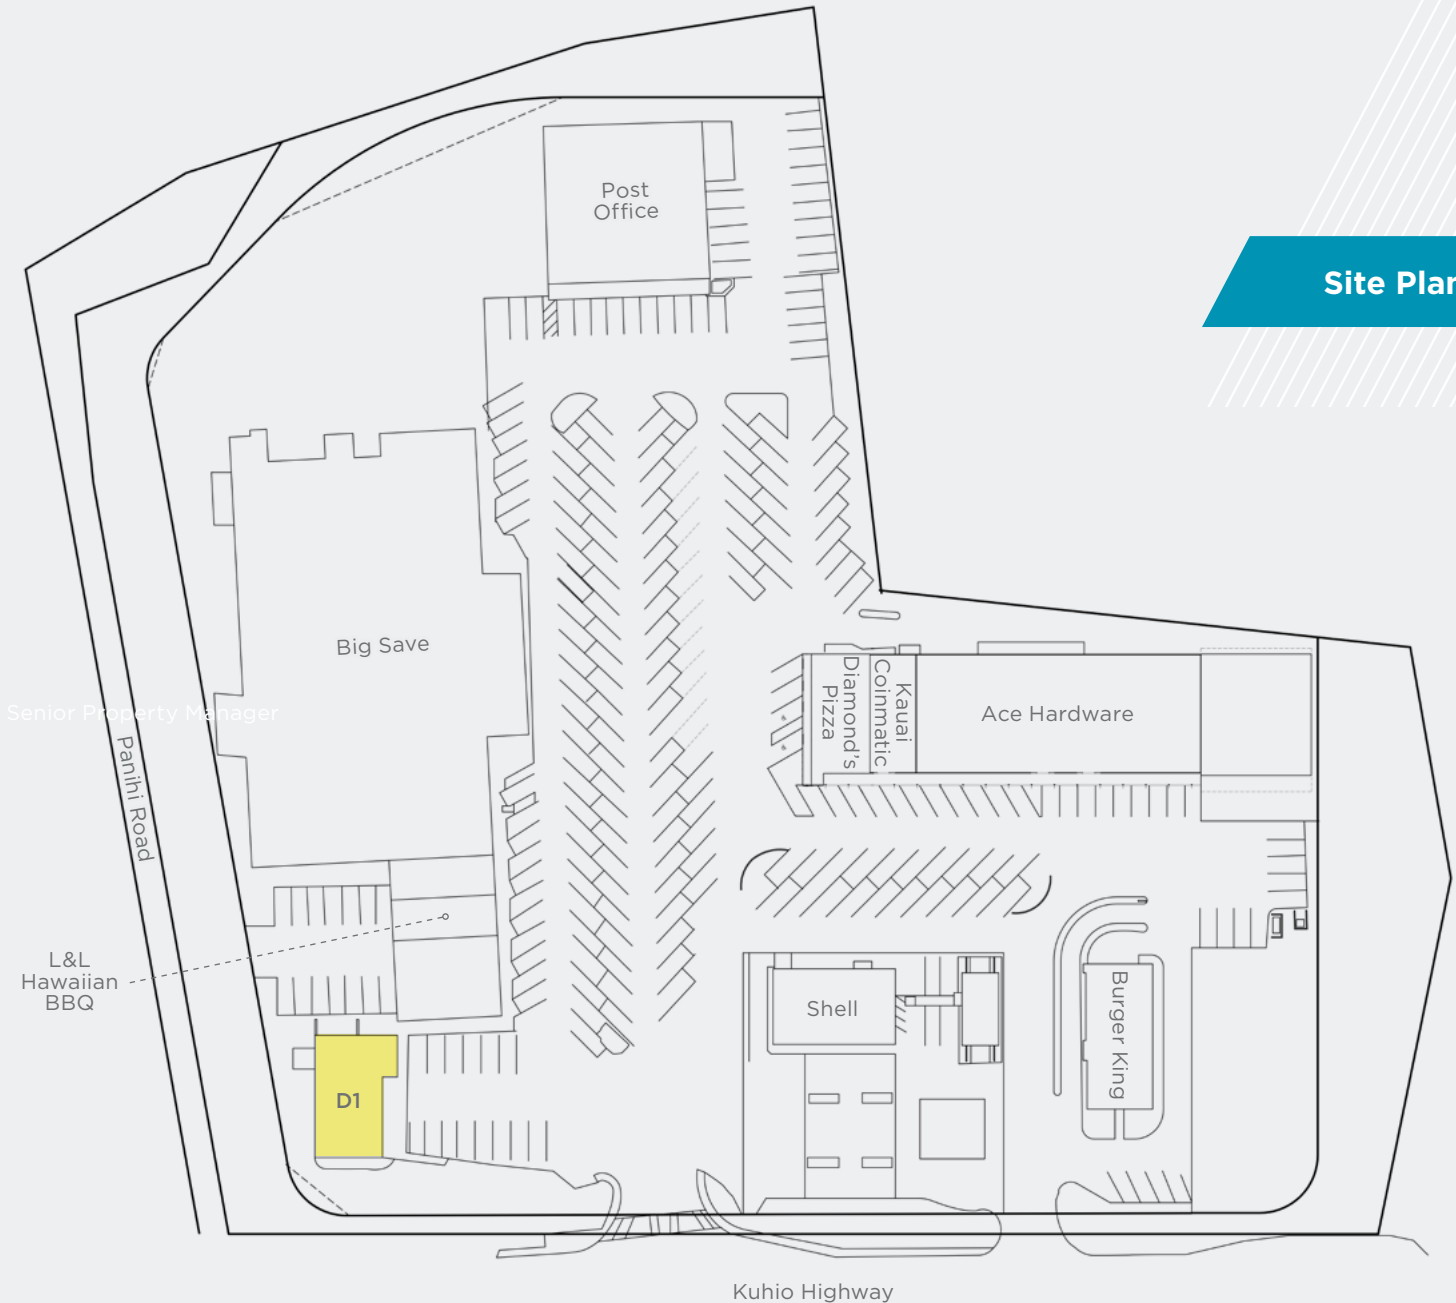 Post
Office
Site Plan
Big Save
Senior Property Manager
Panihi Road
Diamond's
Pizza
Kauai
Coinmatic
Ace Hardware
L&L
Hawaiian
BBQ
Shell
Burger King
D1
Kuhio Highway